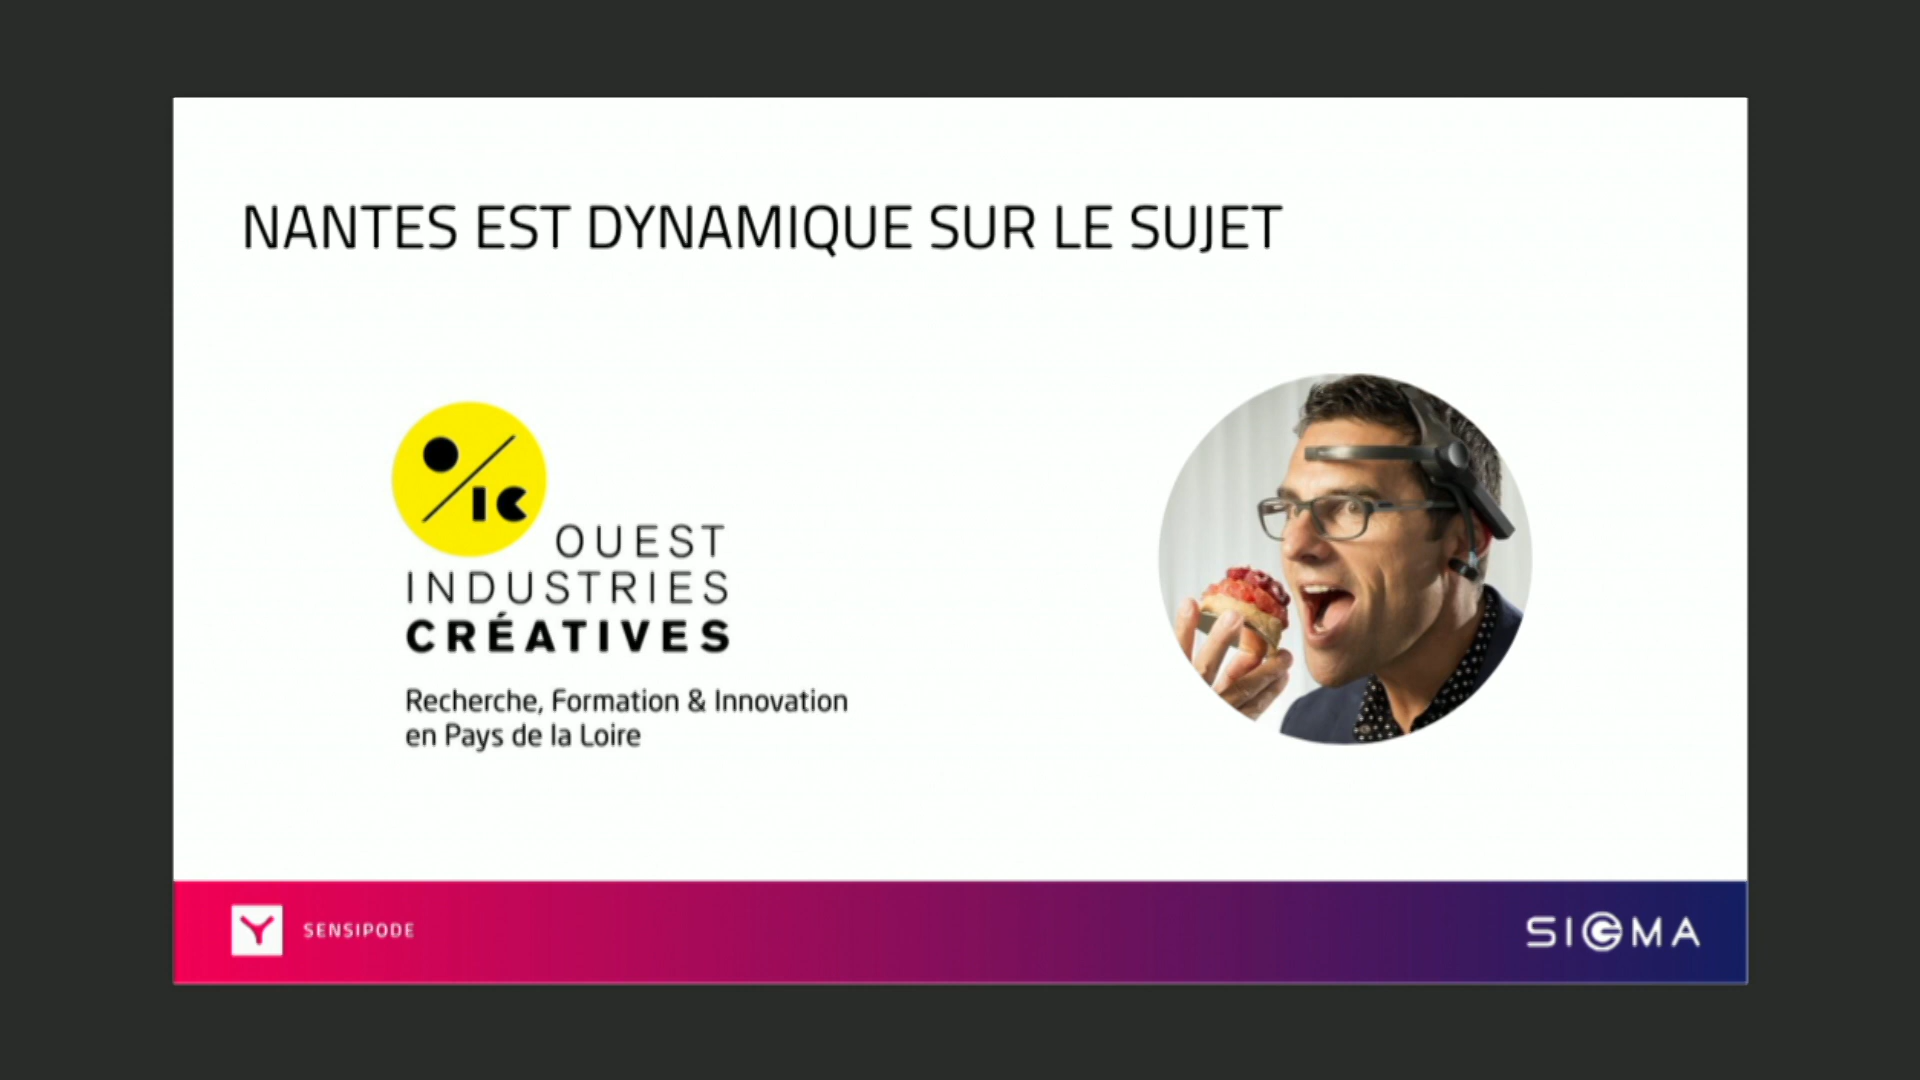 NANTES EST DYNAMIQUE SUR LE SUJET
OIC
OUEST
INDUSTRIES
CRÉATIVES
Recherche, Formation & Innovation
en Pays de la Loire
SENSIPODE
SIGMA